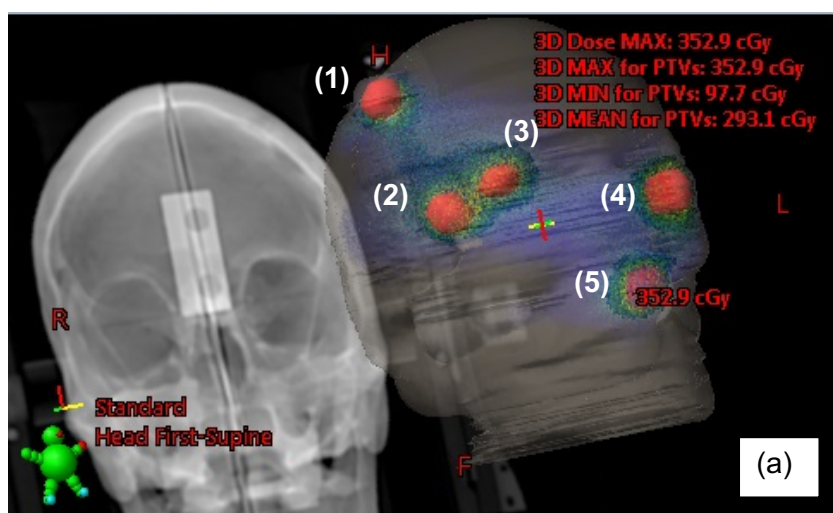 3D Dose MAX: 352.9 cGy
3D MAX for PTVs: 352.9 cGy
3D MIN for PTVs: 97.7 cGy
3D MEAN for PTVs: 293.1 cGy
H
(1)
(3)
(2)
(4)
L
(5)
352.9 cGy
R
Standard
Head First-Supine
F
(a)